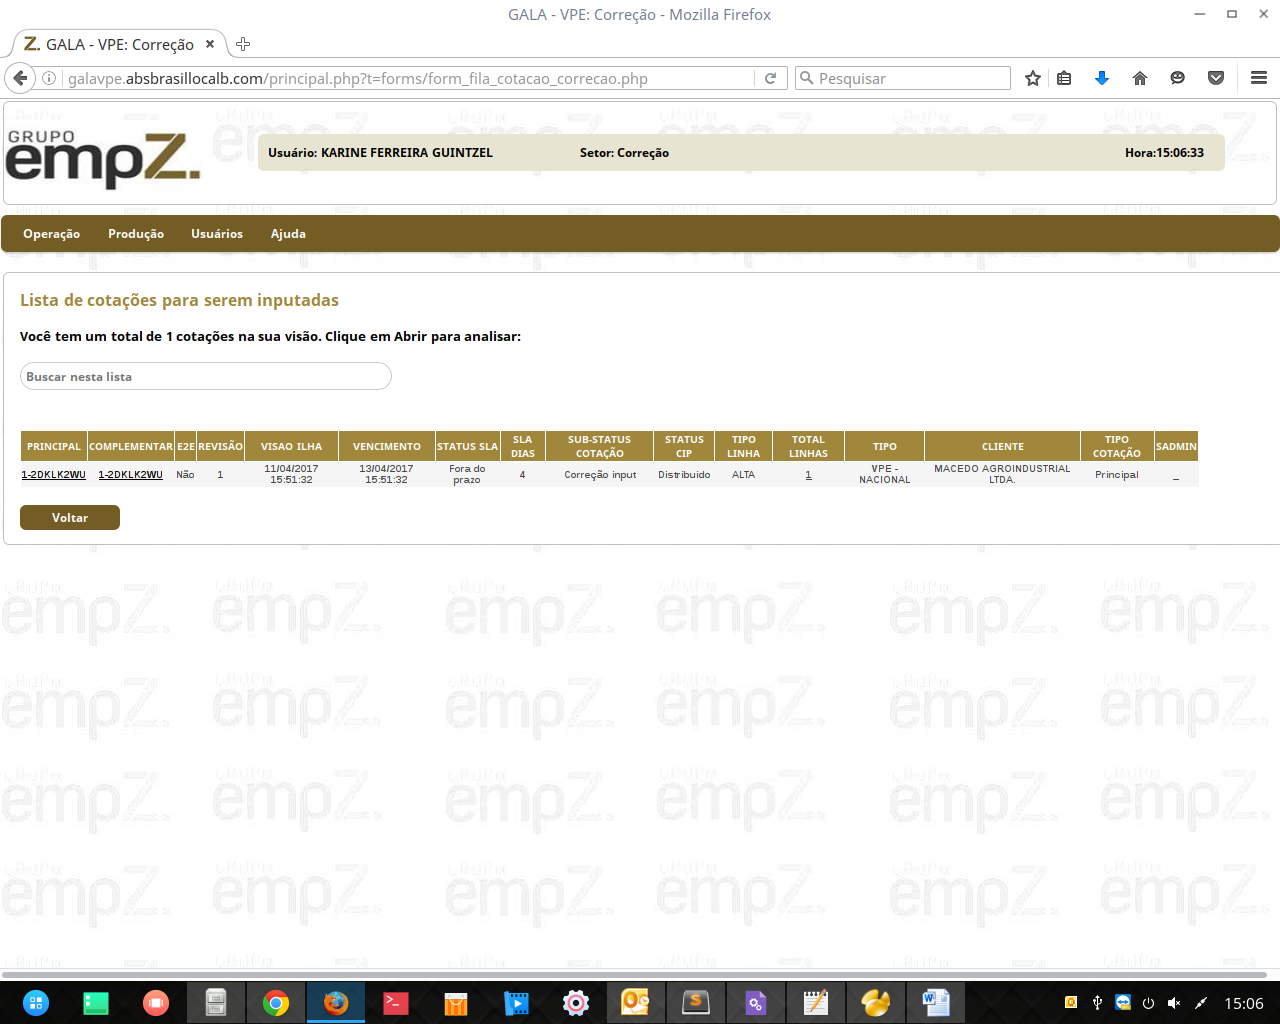 GALA - VPE: Correção - Mozilla Firefox
Z. GALA - VPE: Correção
galavpe.absbrasillocalb.com/principal.php?t=forms/form_fila_cotacao_correcao.php
Pesquisar
GRUPO
empZ.
Usuário: KARINE FERREIRA GUINTZEL Setor: Correção Hora:15:06:33
Operação Produção Usuários Ajuda
Lista de cotações para serem inputadas
Você tem um total de 1 cotações na sua visão. Clique em Abrir para analisar:
Buscar nesta lista
PRINCIPAL COMPLEMENTAR E2E REVISÃO VISAO ILHA VENCIMENTO STATUS SLA SLA DIAS SUB-STATUS COTAÇÃO STATUS CIP TIPO LINHA TOTAL LINHAS TIPO CLIENTE TIPO COTAÇÃO SADMIN
1-2DKLK2WU 1-2DKLK2WU Não 1 11/04/2017 15:51:32 13/04/2017 15:51:32 Fora do prazo 4 Correção input Distribuido ALTA 1 VPE - NACIONAL MACEDO AGROINDUSTRIAL LTDA. Principal _
Voltar
15:06